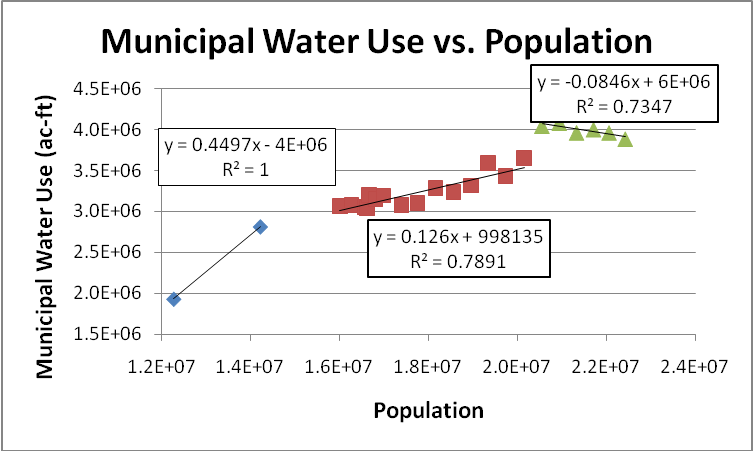 Municipal Water Use vs. Population
Municipal Water Use (ac-ft)
4.5E+06
4.0E+06
3.5E+06
3.0E+06
2.5E+06
2.0E+06
1.5E+06
y = 0.4497x - 4E+06
R² = 1
y = 0.126x + 998135
R² = 0.7891
y = -0.0846x + 6E+06
R² = 0.7347
1.2E+07 1.4E+07 1.6E+07 1.8E+07 2.0E+07 2.2E+07 2.4E+07
Population